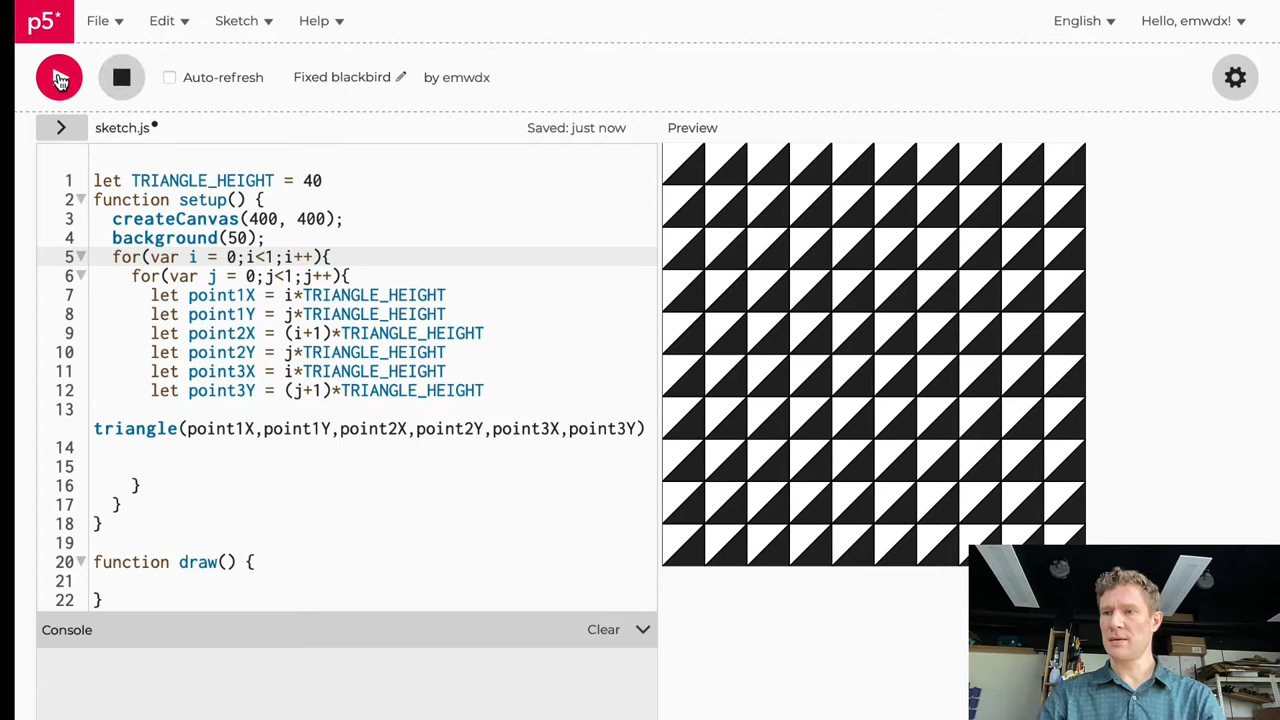 p5* File Edit Sketch Help English Hello, emwdx!
Auto-refresh Fixed blackbird by emwdx
sketch.js Saved: just now Preview
1 let TRIANGLE_HEIGHT = 40
2 function setup() {
3 createCanvas(400, 400);
4 background(50);
5 for(var i = 0;i<1;i++){
6 for(var j = 0;j<1;j++){
7 let point1X = i*TRIANGLE_HEIGHT
8 let point1Y = j*TRIANGLE_HEIGHT
9 let point2X = (i+1)*TRIANGLE_HEIGHT
10 let point2Y = j*TRIANGLE_HEIGHT
11 let point3X = i*TRIANGLE_HEIGHT
12 let point3Y = (j+1)*TRIANGLE_HEIGHT
13
triangle(point1X,point1Y,point2X,point2Y,point3X,point3Y)
14
15
16 }
17 }
18 }
19
20 function draw() {
21
22 }
Console Clear